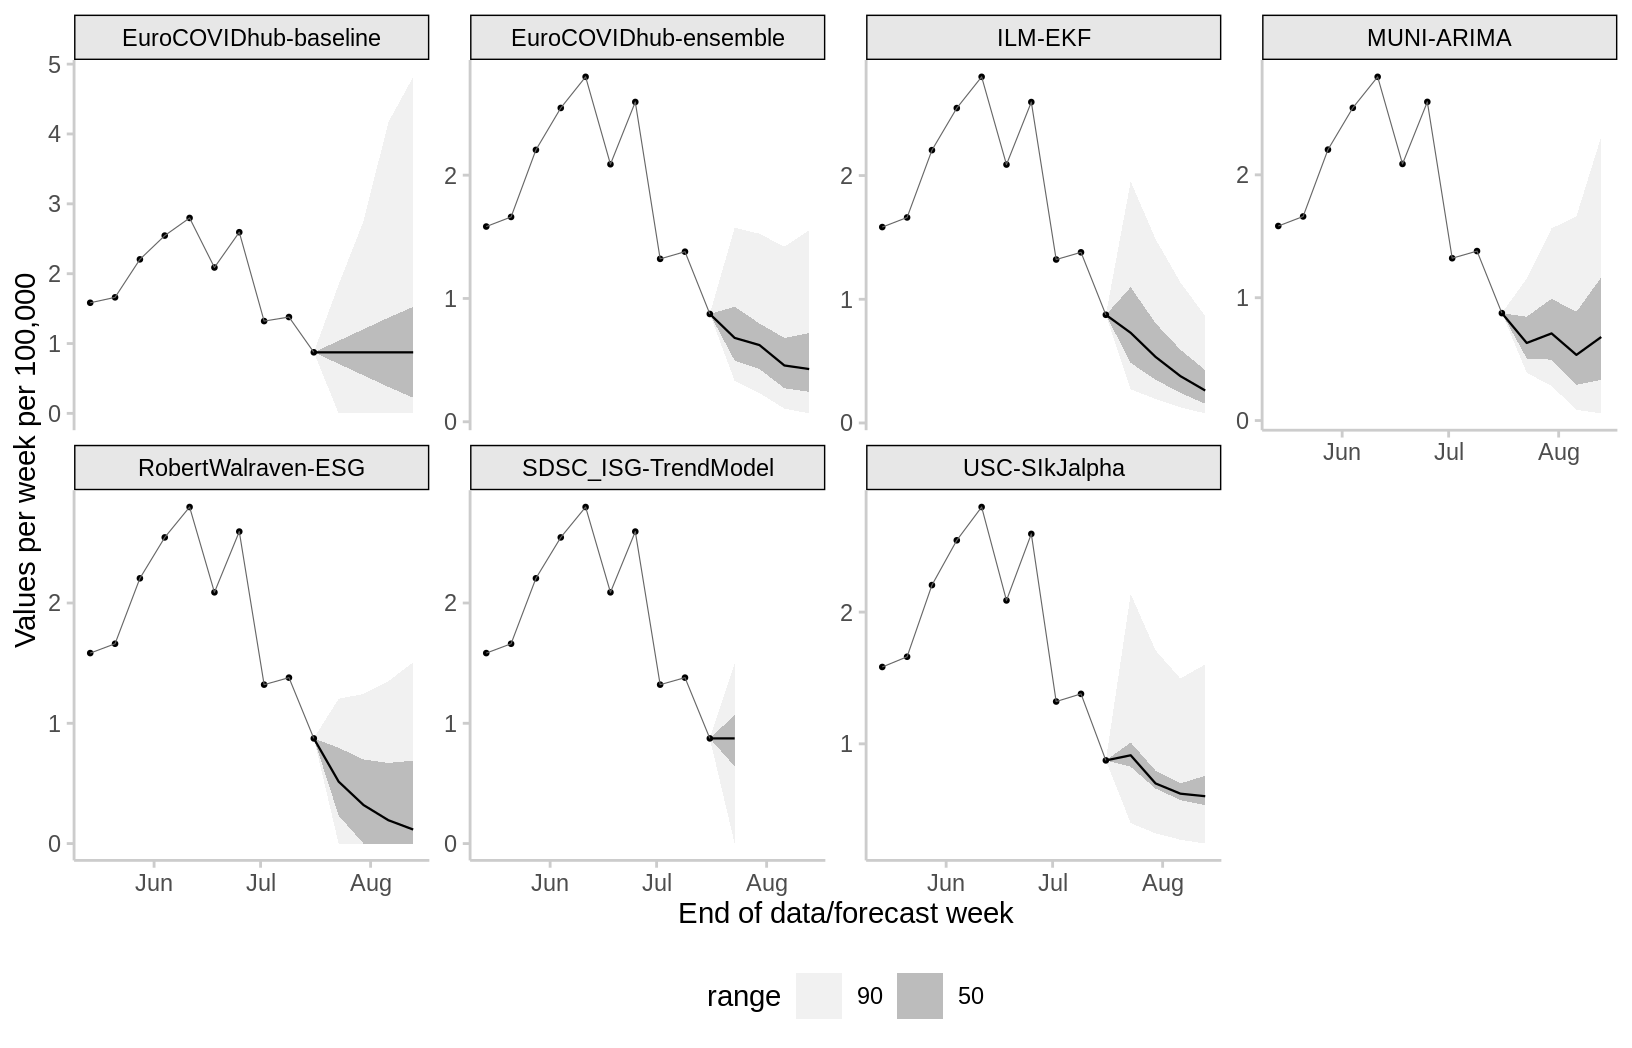 EuroCOVIDhub-baseline
EuroCOVIDhub-ensemble
ILM-EKF
MUNI-ARIMA
5
4
3
2
1
0
2
1
0
2
1
0
2
1
0
Jun Jul Aug
Values per week per 100,000
RobertWalraven-ESG
SDSC_ISG-TrendModel
USC-SIkJalpha
2
1
0
2
1
0
2
1
Jun Jul Aug
Jun Jul Aug
Jun Jul Aug
End of data/forecast week
range 90 50